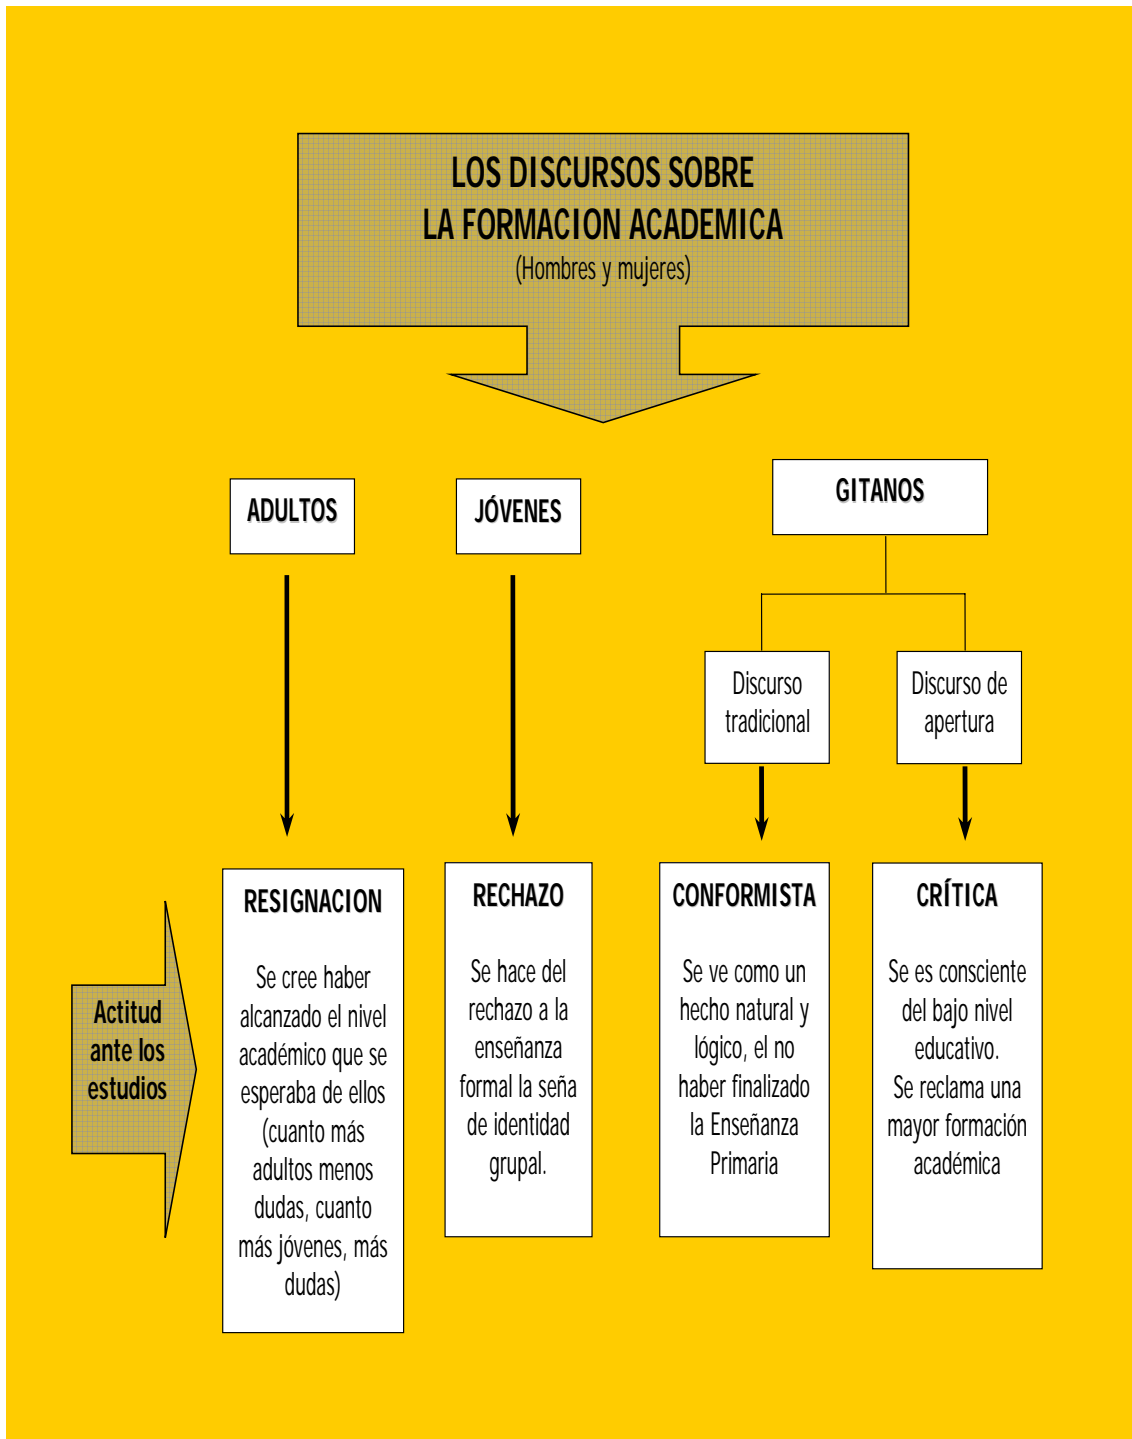 LOS DISCURSOS SOBRE
LA FORMACION ACADEMICA
(Hombres y mujeres)
ADULTOS
JÓVENES
GITANOS
Discurso
tradicional
Discurso de
apertura
Actitud
ante los
estudios
RESIGNACION
Se cree haber
alcanzado el nivel
académico que se
esperaba de ellos
(cuanto más
adultos menos
dudas, cuanto
más jóvenes, más
dudas)
RECHAZO
Se hace del
rechazo a la
enseñanza
formal la seña
de identidad
grupal.
CONFORMISTA
Se ve como un
hecho natural y
lógico, el no
haber finalizado
la Enseñanza
Primaria
CRÍTICA
Se es consciente
del bajo nivel
educativo.
Se reclama una
mayor formación
académica